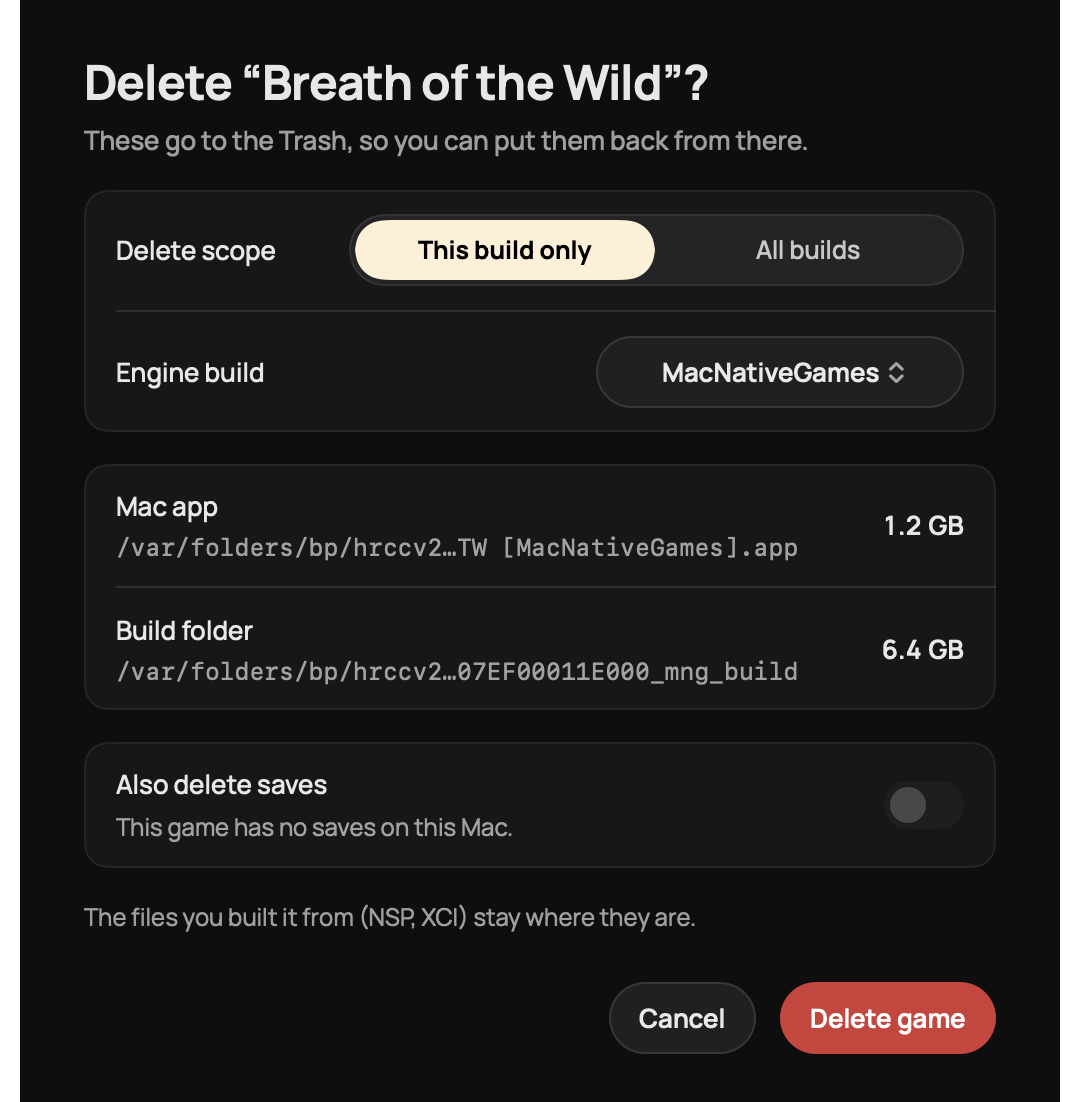 Delete “Breath of the Wild”?
These go to the Trash, so you can put them back from there.
Delete scope
This build only
All builds
Engine build
MacNativeGames
Mac app
/var/folders/bp/hrccv2…TW [MacNativeGames].app
1.2 GB
Build folder
/var/folders/bp/hrccv2…07EF00011E000_mng_build
6.4 GB
Also delete saves
This game has no saves on this Mac.
The files you built it from (NSP, XCI) stay where they are.
Cancel
Delete game